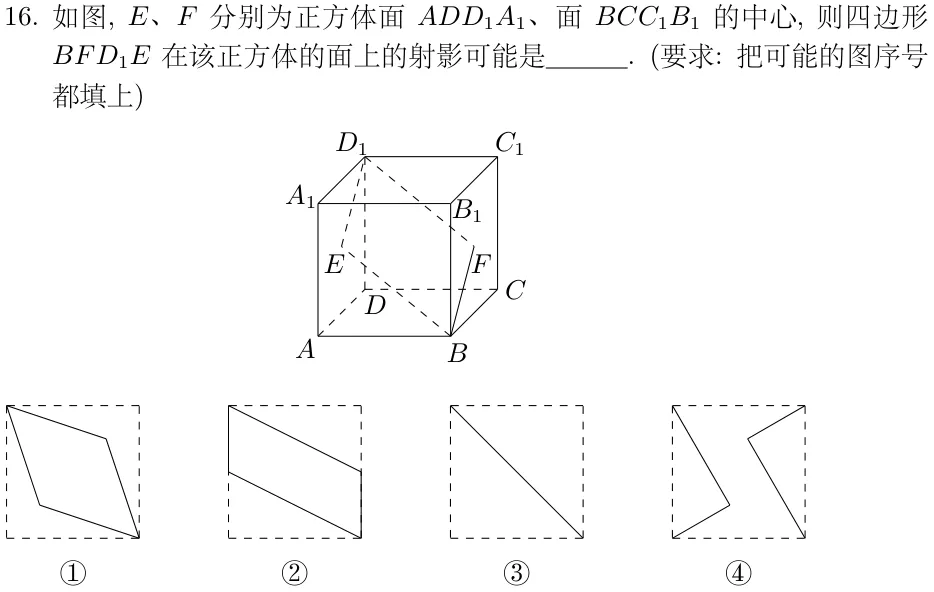 16. 如图, E、F 分别为正方体面 ADD₁A₁、面 BCC₁B₁ 的中心, 则四边形
BFD₁E 在该正方体的面上的射影可能是______. (要求: 把可能的图序号
都填上)
D₁ C₁
A₁ B₁
E F
D C
A B
① ② ③ ④